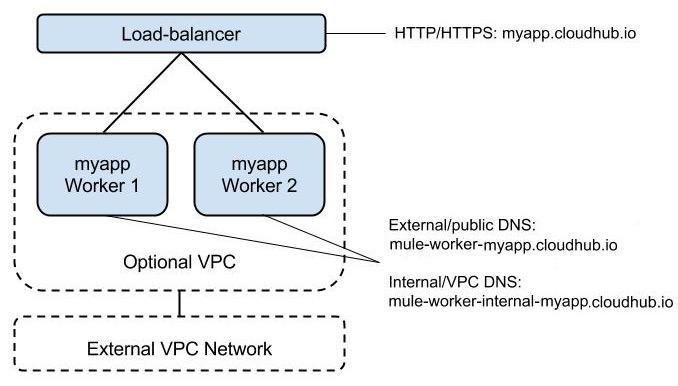 Load-balancer
HTTP/HTTPS: myapp.cloudhub.io
myapp
Worker 1
myapp
Worker 2
Optional VPC
External/public DNS:
mule-worker-myapp.cloudhub.io
Internal/VPC DNS:
mule-worker-internal-myapp.cloudhub.io
External VPC Network